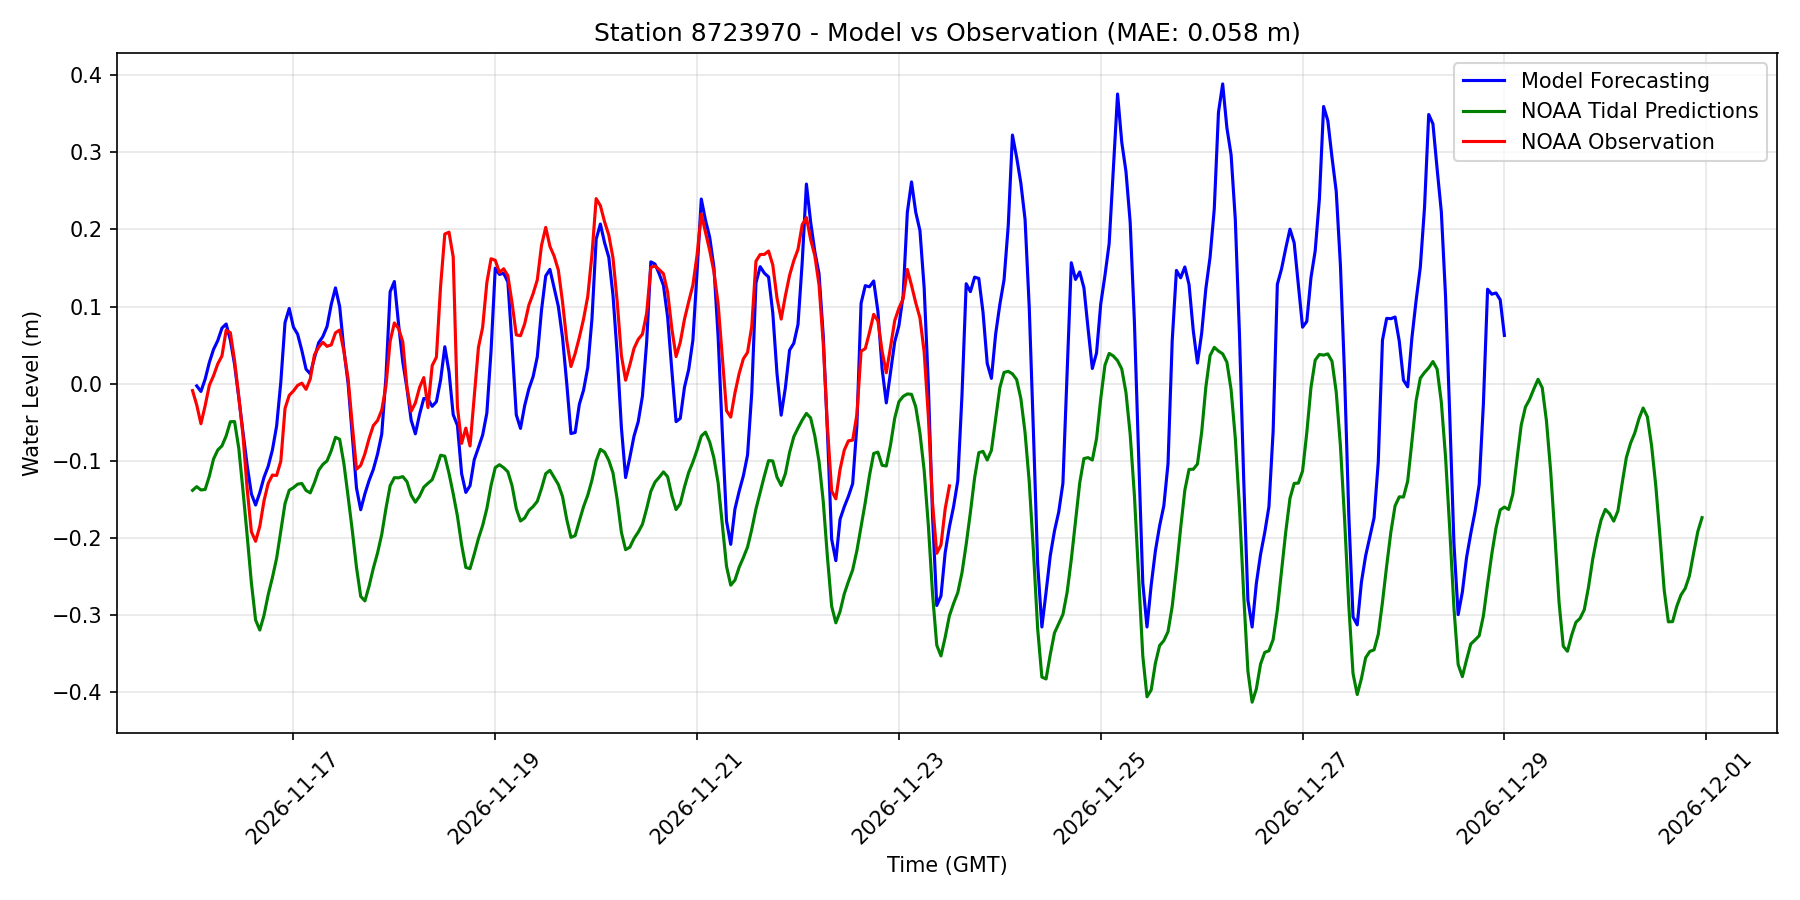 Station 8723970 - Model vs Observation (MAE: 0.058 m)
Model Forecasting
NOAA Tidal Predictions
NOAA Observation
Water Level (m)
0.4
0.3
0.2
0.1
0.0
−0.1
−0.2
−0.3
−0.4
2026-11-17
2026-11-19
2026-11-21
2026-11-23
2026-11-25
2026-11-27
2026-11-29
2026-12-01
Time (GMT)